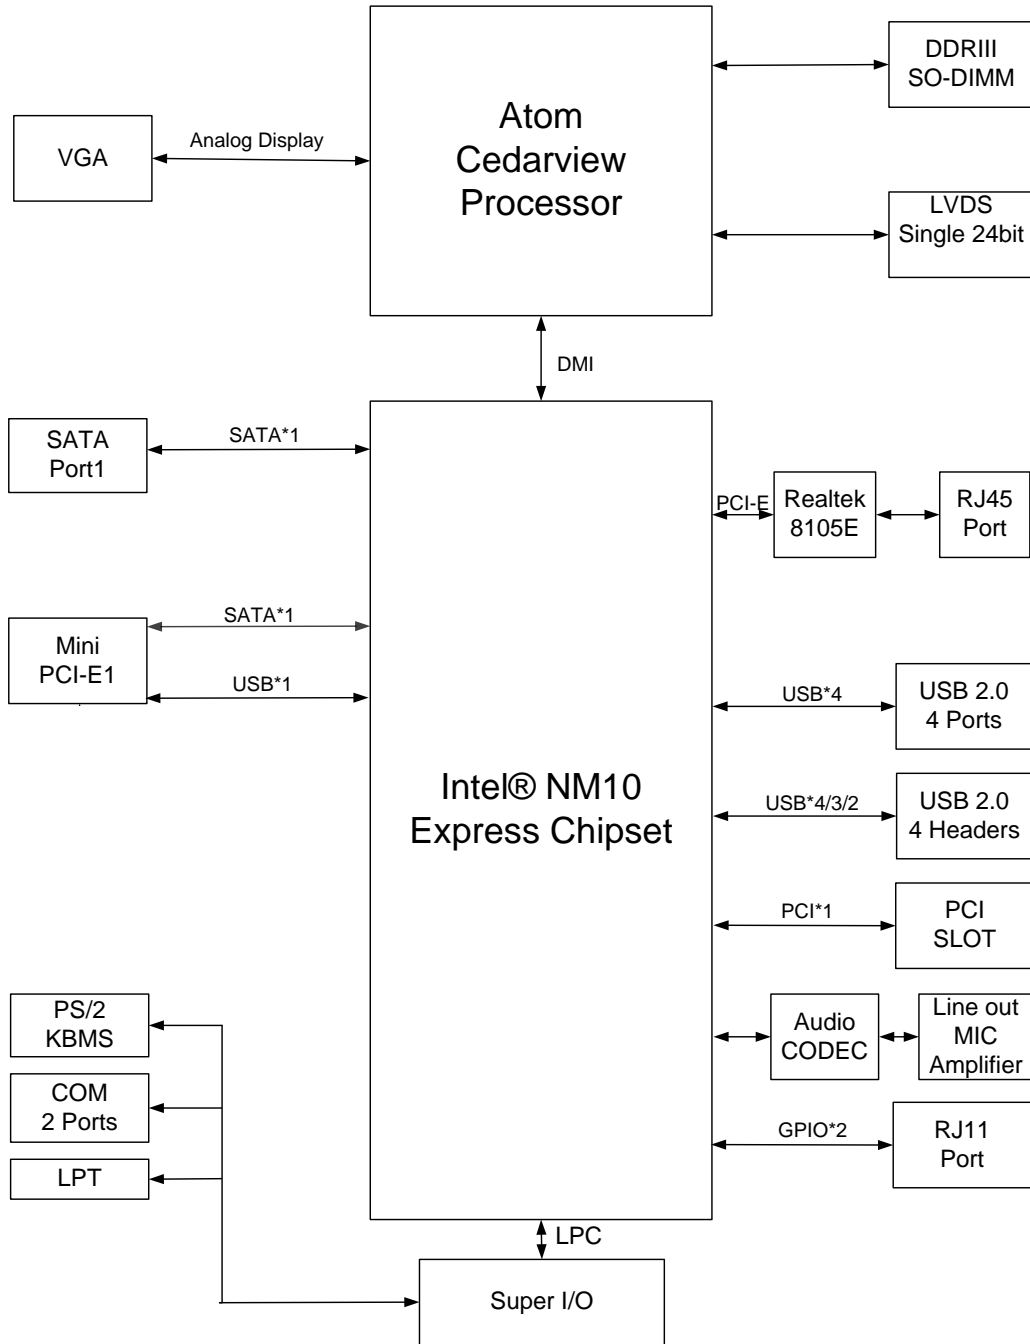 Atom
Cedarview
Processor
DDRIII
SO-DIMM
VGA
Analog Display
LVDS
Single 24bit
DMI
SATA
Port1
SATA*1
PCI-E
Realtek
8105E
RJ45
Port
Mini
PCI-E1
SATA*1
USB*1
USB*4
USB 2.0
4 Ports
Intel® NM10
Express Chipset
USB*4/3/2
USB 2.0
4 Headers
PCI*1
PCI
SLOT
PS/2
KBMS
Audio
CODEC
Line out
MIC
Amplifier
COM
2 Ports
GPIO*2
RJ11
Port
LPT
LPC
Super I/O